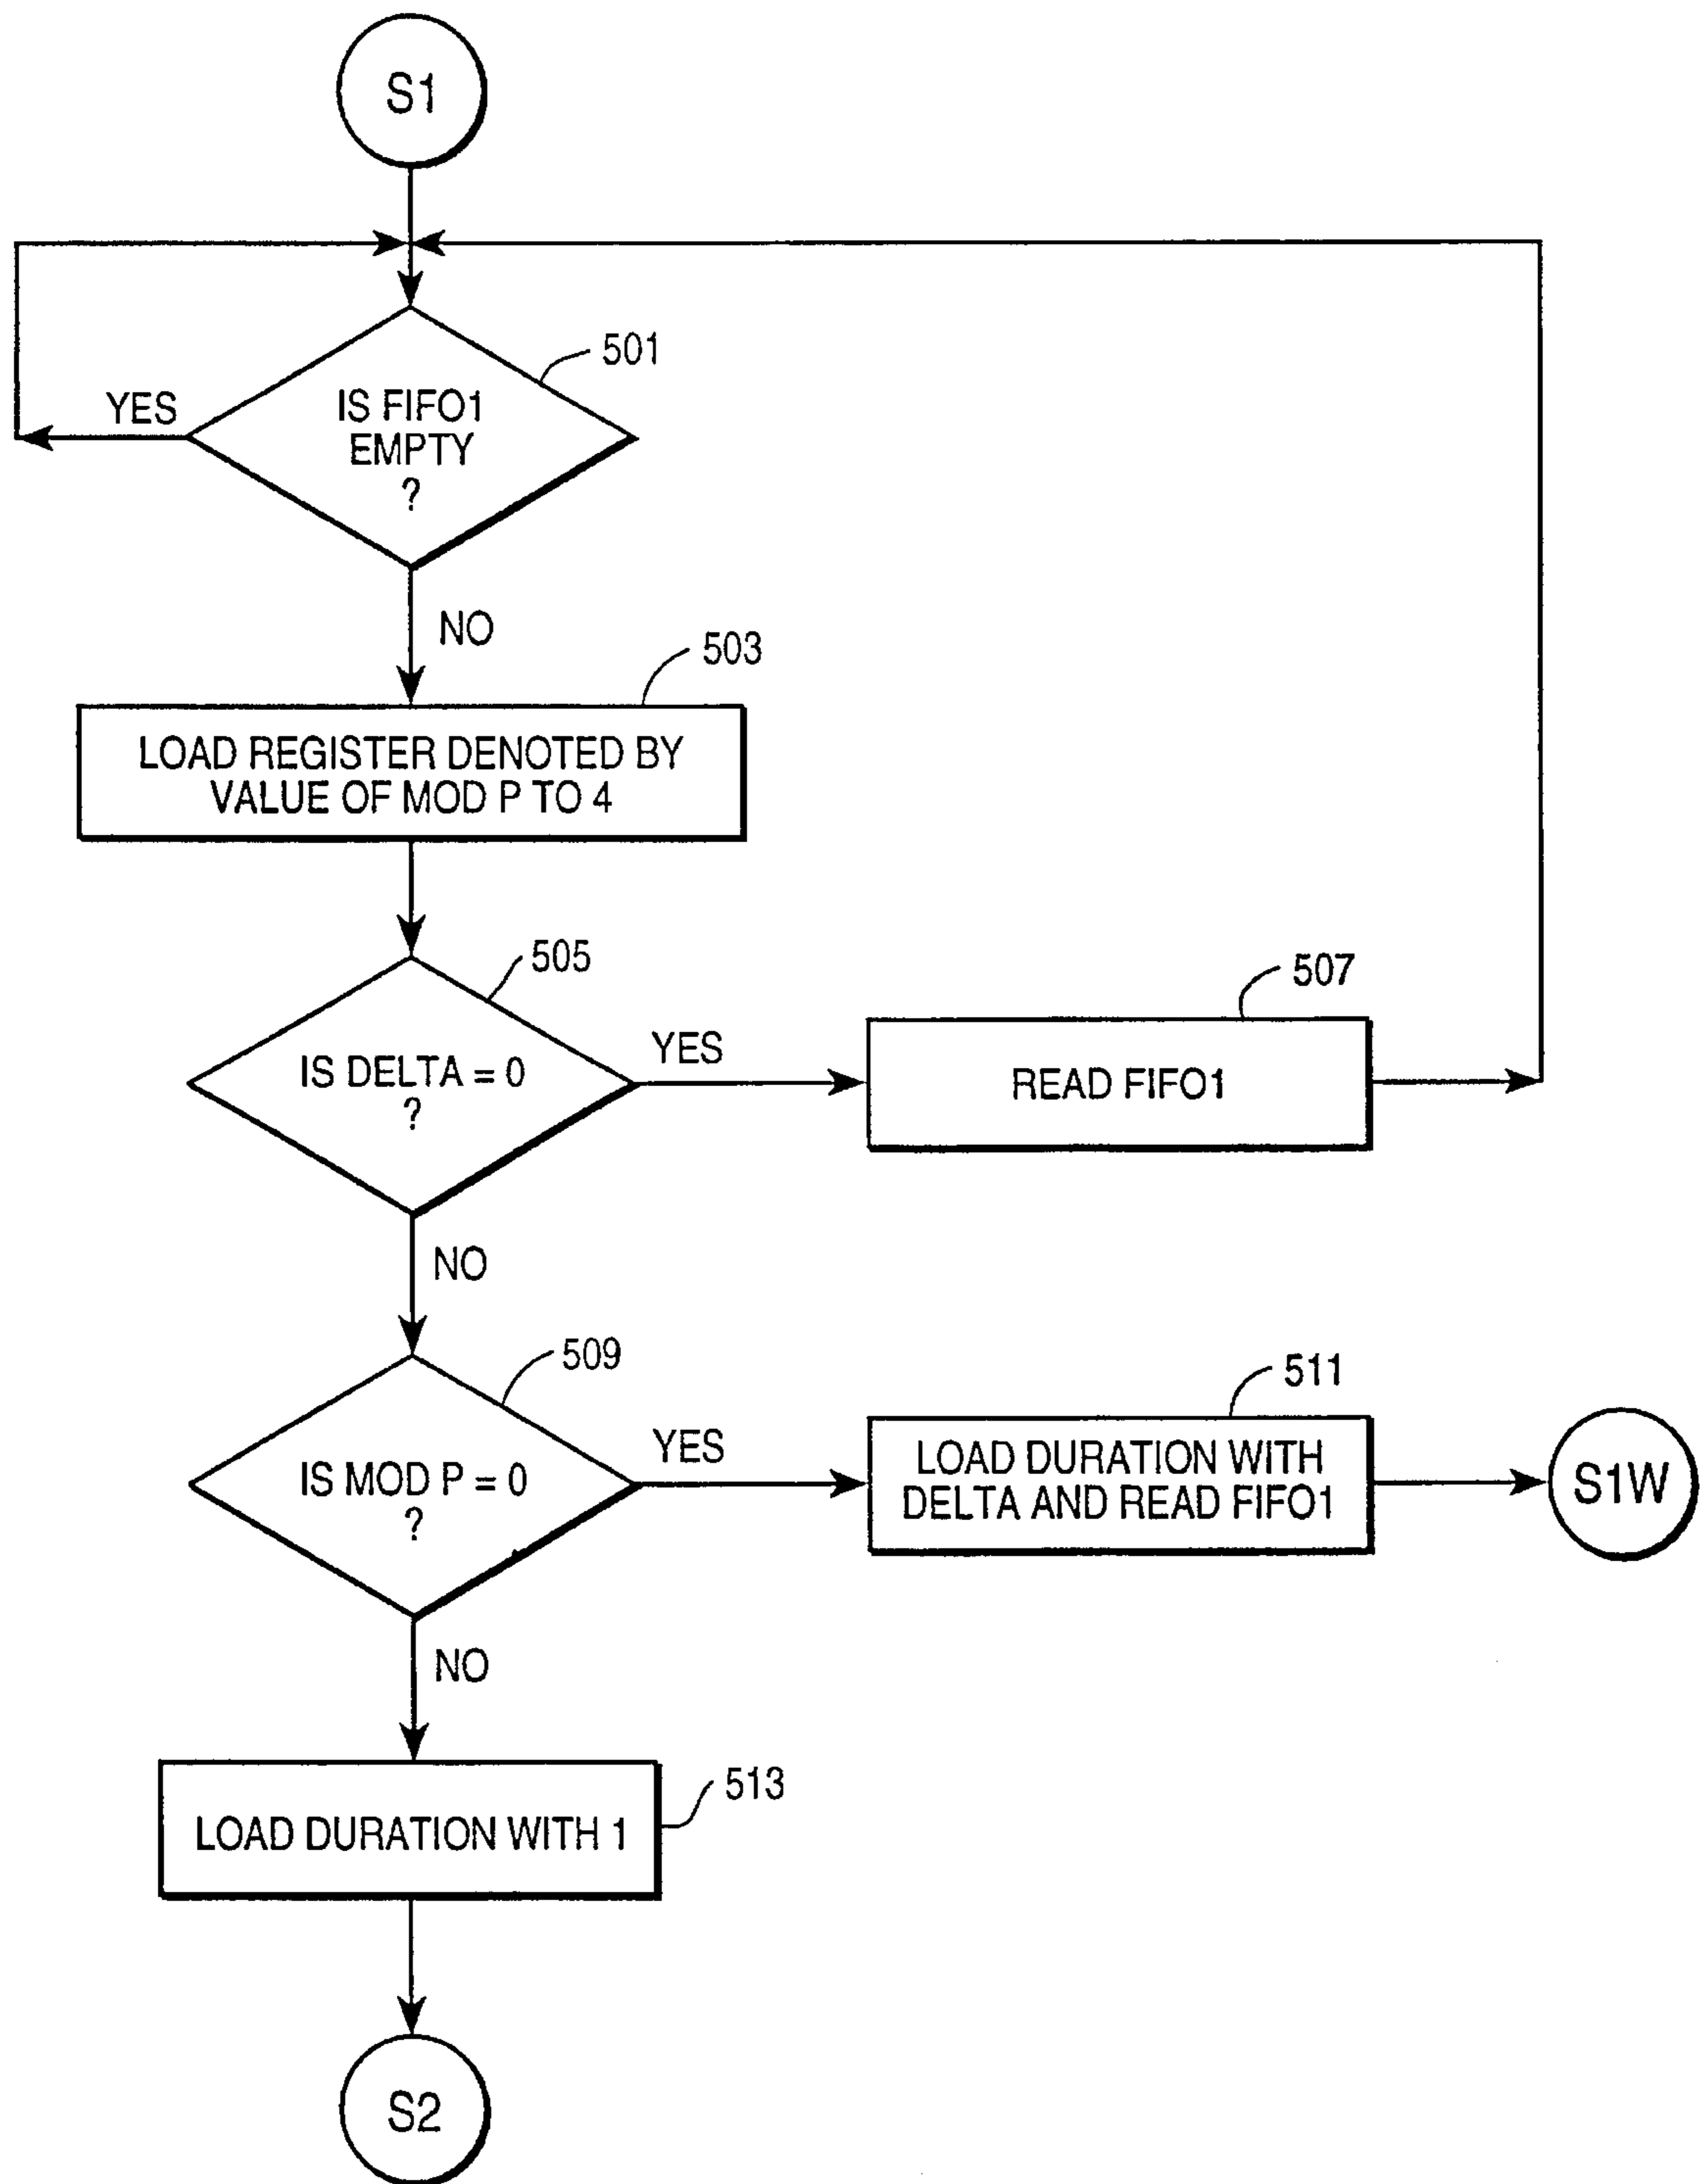 S1
501
IS FIFO1
EMPTY
?
YES
NO
503
LOAD REGISTER DENOTED BY
VALUE OF MOD P TO 4
505
IS DELTA = 0
?
YES
507
READ FIFO1
NO
509
IS MOD P = 0
?
YES
511
LOAD DURATION WITH
DELTA AND READ FIFO1
S1W
NO
513
LOAD DURATION WITH 1
S2